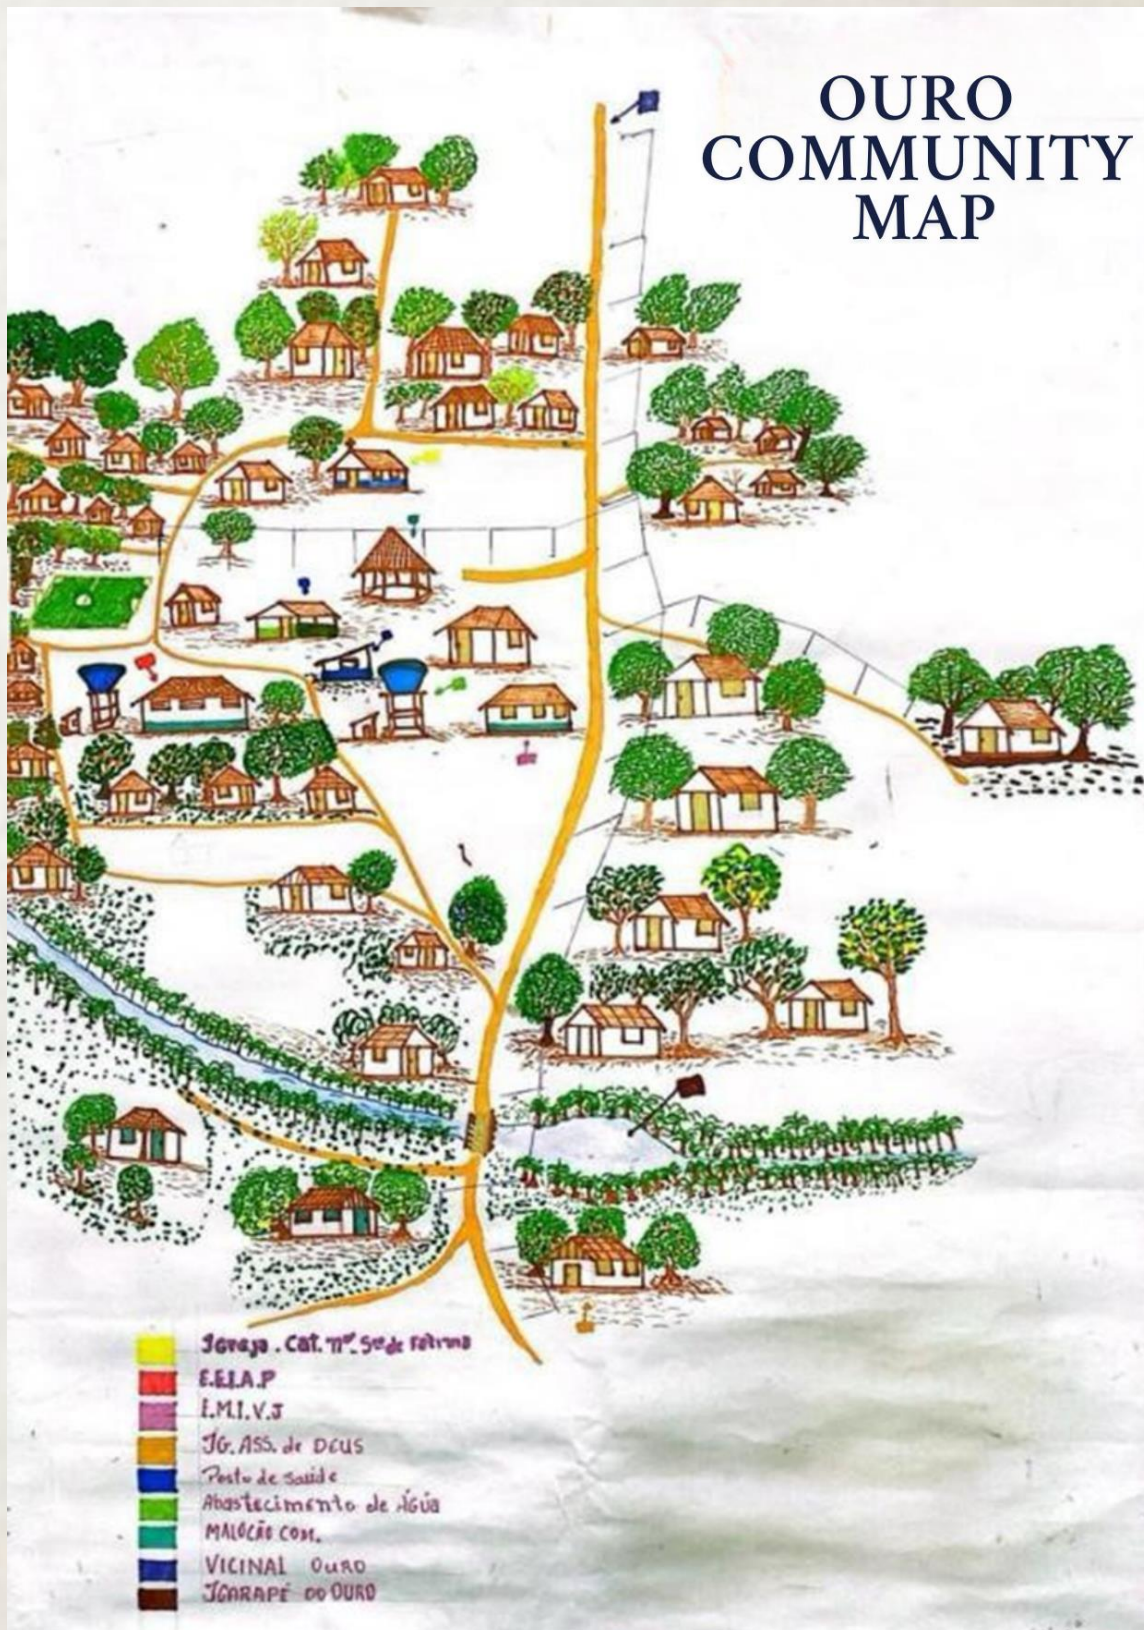 OURO
COMMUNITY
MAP
Igreja. Cat. Nª. Srª de Fátima
E.E.I.A.P
E.M.I.V.J
IG. ASS. de DEUS
Posto de Saúde
Abastecimento de Água
MALOCÃO COM.
VICINAL OURO
IGARAPÉ DO OURO